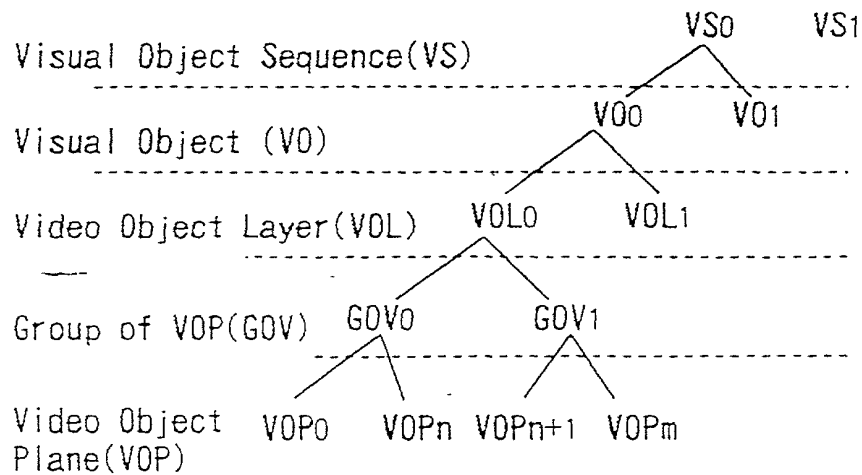 VS0 VS1
Visual Object Sequence(VS)
VO0 VO1
Visual Object (VO)
VOL0 VOL1
Video Object Layer(VOL)
GOV0 GOV1
Group of VOP(GOV)
Video Object VOP0 VOPn VOPn+1 VOPm
Plane(VOP)